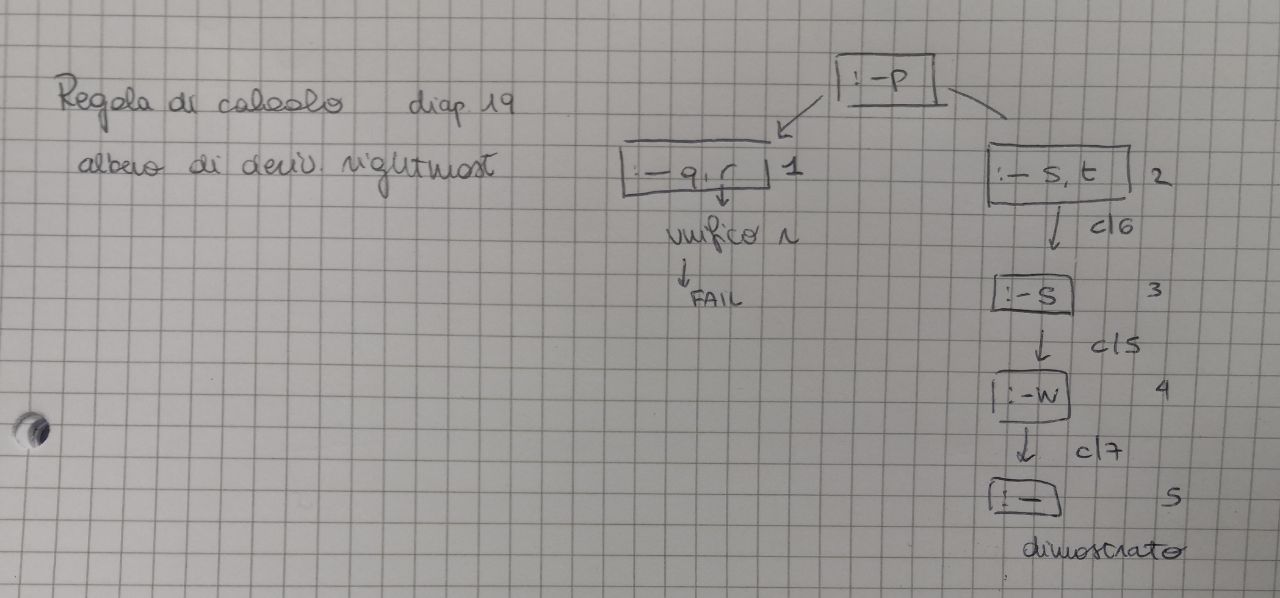 :-P
Regola di calcolo diap. 19
albero di deriv. rightmost
:- q, r 1
:- s, t 2
unifico r
cl6
FAIL
:- s 3
cl5
:- w 4
cl7
:- 5
dimostrato